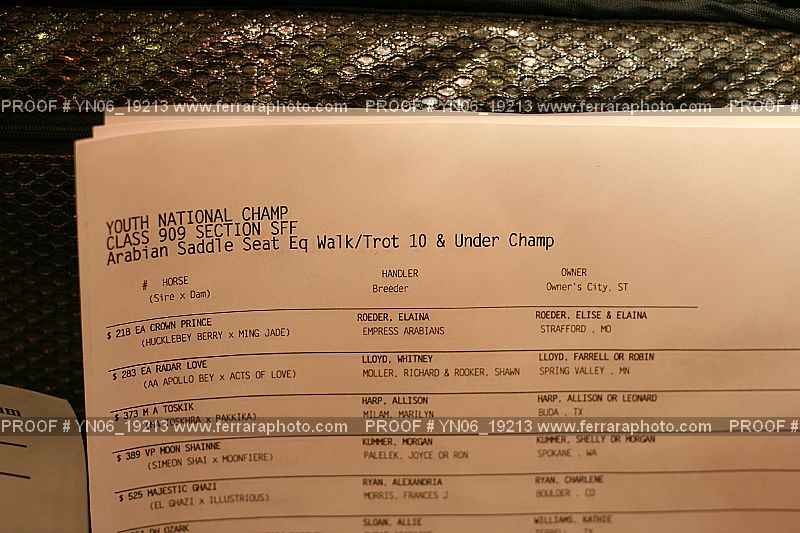 PROOF # YN06_19213 www.ferraraphoto.com PROOF # YN06_19213 www.ferraraphoto.com PROOF #
YOUTH NATIONAL CHAMP
CLASS 909 SECTION SFF
Arabian Saddle Seat Eq Walk/Trot 10 & Under Champ
# HORSE HANDLER OWNER
(Sire x Dam) Breeder Owner's City, ST
$ 218 EA CROWN PRINCE ROEDER, ELAINA ROEDER, ELISE & ELAINA
(HUCKLEBEY BERRY x MING JADE) EMPRESS ARABIANS STRAFFORD , MO
$ 283 EA RADAR LOVE LLOYD, WHITNEY LLOYD, FARRELL OR ROBIN
(AA APOLLO BEY x ACTS OF LOVE) MOLLER, RICHARD & ROOKER, SHAWN SPRING VALLEY , MN
$ 373 M A TOSKIK HARP, ALLISON HARP, ALLISON OR LEONARD
TOSKHRA x RAKKIKA) MILAM, MARILYN BUDA , TX
PROOF # YN06_19213 www.ferraraphoto.com PROOF # YN06_19213 www.ferraraphoto.com PROOF #
$ 389 VP MOON SHAINNE KUMMER, MORGAN KUMMER, SHELLY OR MORGAN
(SIMEON SHAI x MOONFIERE) PALELEK, JOYCE OR RON SPOKANE , WA
$ 525 MAJESTIC GHAZI RYAN, ALEXANDRIA RYAN, CHARLENE
(EL GHAZI x ILLUSTRIOUS) MORRIS, FRANCES J BOULDER , CO
DH OZARK SLOAN, ALLIE WILLIAMS, KATHIE